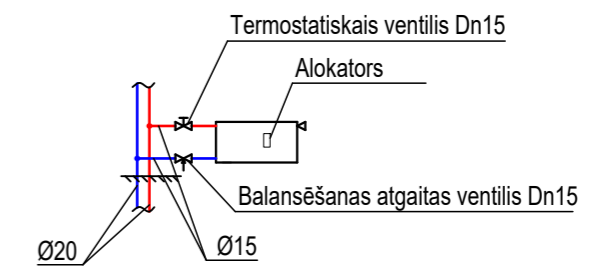 Termostatiskais ventilis Dn15
Alokators
Balansēšanas atgaitas ventilis Dn15
Ø20
Ø15